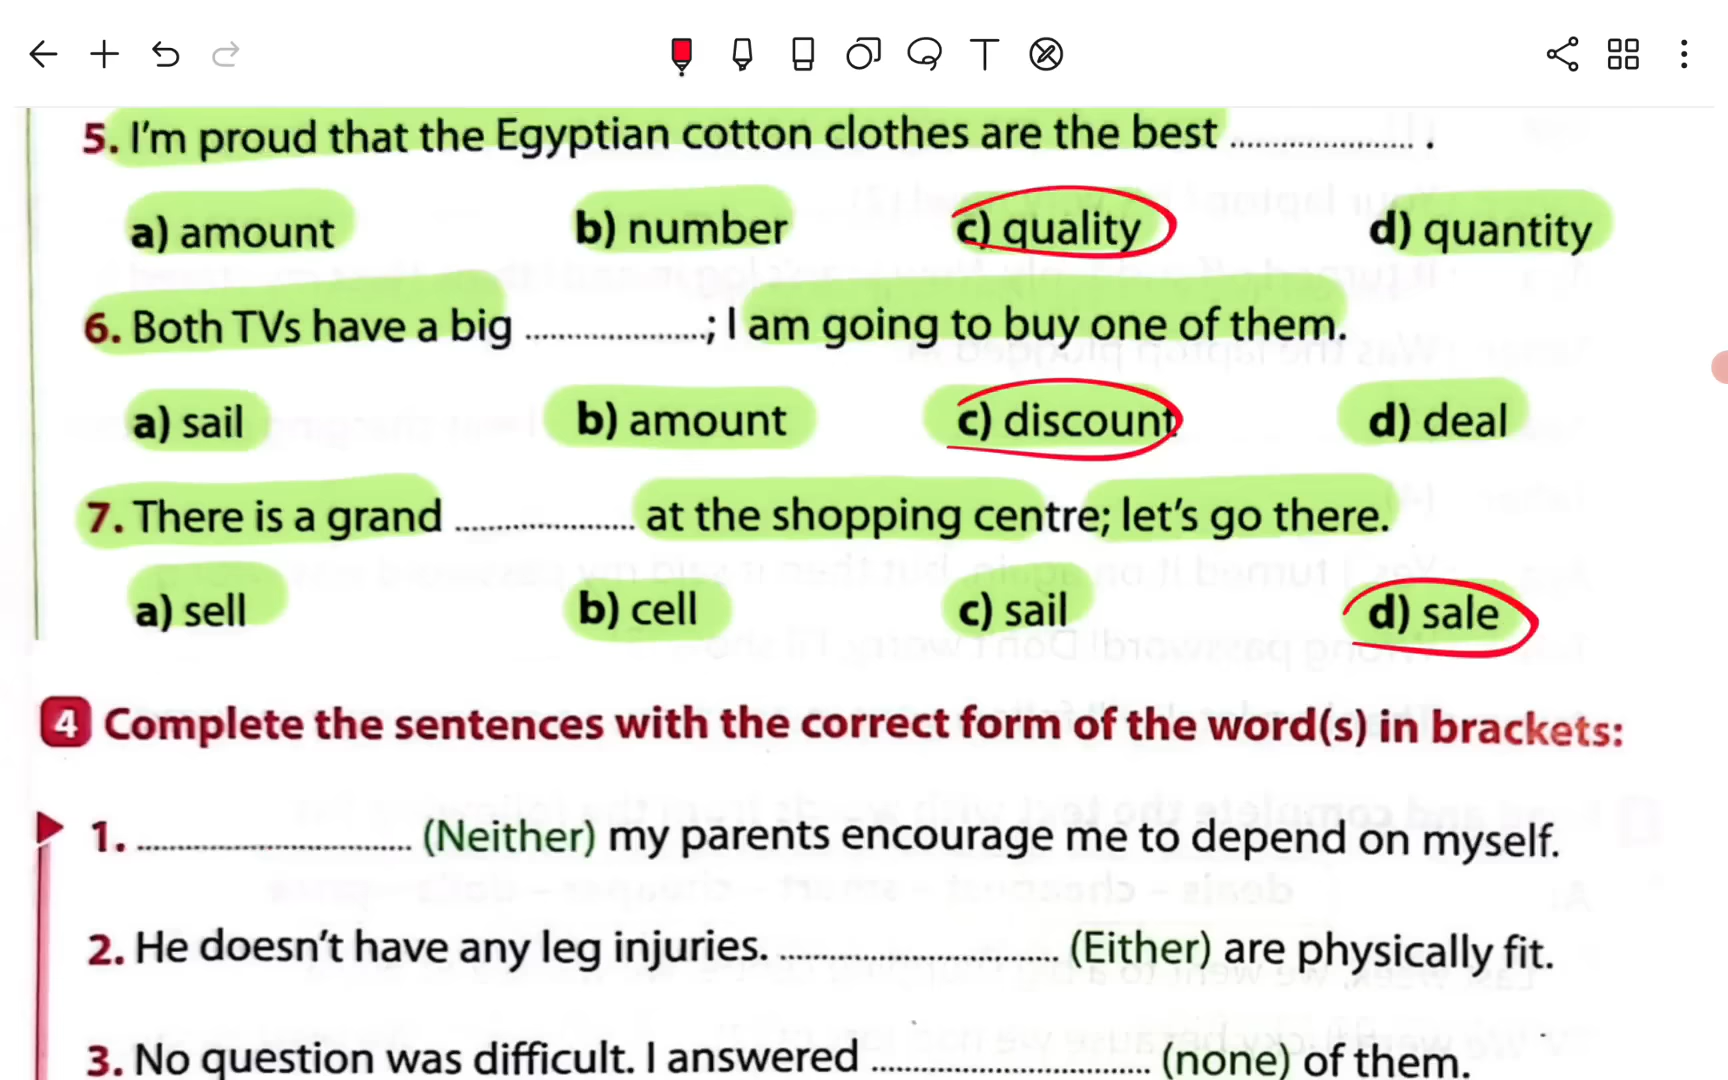 5. I'm proud that the Egyptian cotton clothes are the best .................... .
a) amount b) number c) quality d) quantity
6. Both TVs have a big ....................; I am going to buy one of them.
a) sail b) amount c) discount d) deal
7. There is a grand .................... at the shopping centre; let's go there.
a) sell b) cell c) sail d) sale
4 Complete the sentences with the correct form of the word(s) in brackets:
1. .............................. (Neither) my parents encourage me to depend on myself.
2. He doesn't have any leg injuries. .............................. (Either) are physically fit.
3. No question was difficult. I answered .............................. (none) of them.